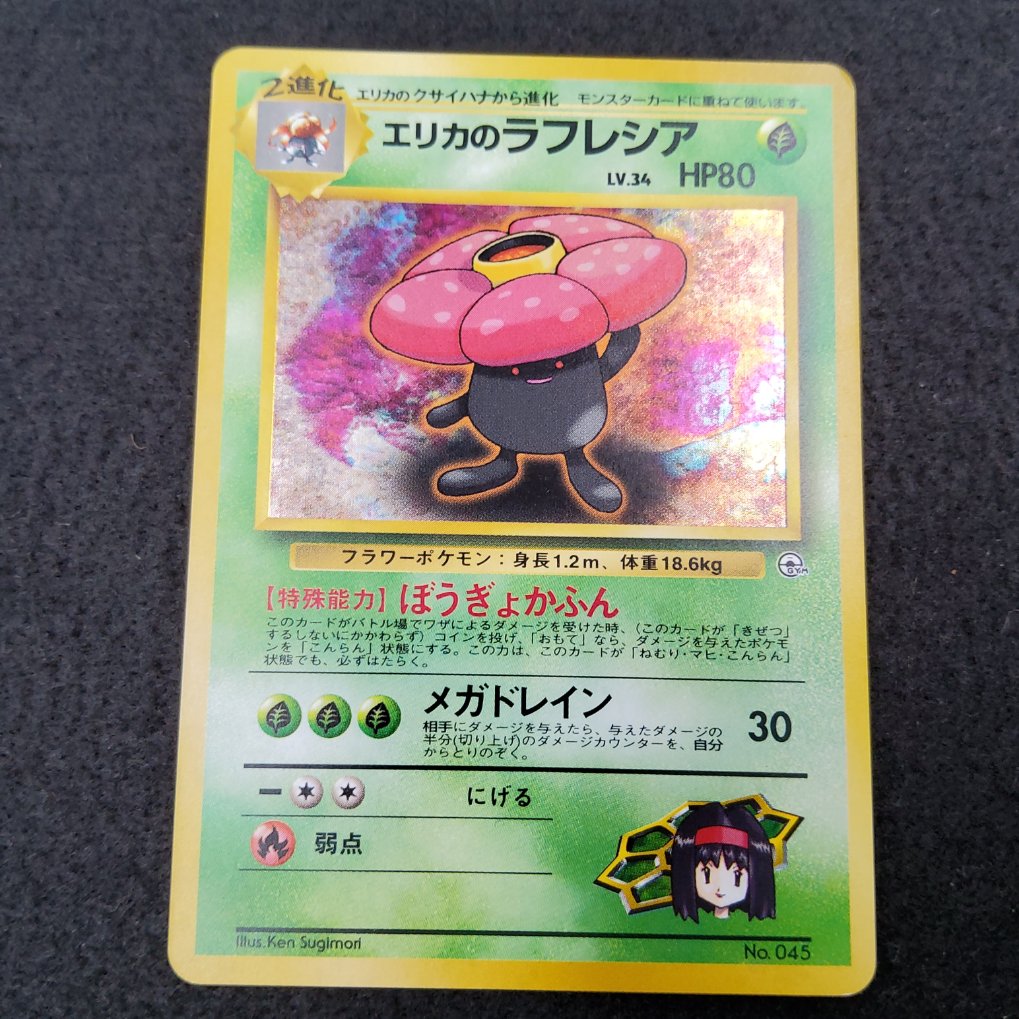 2進化 エリカのクサイハナから進化 モンスターカードに重ねて使います。
エリカのラフレシア
LV.34 HP80
フラワーポケモン：身長1.2m、体重18.6kg
GYM
【特殊能力】ぼうぎょかふん
このカードがバトル場でワザによるダメージを受けた時、(このカードが「きぜつ」
するしないにかかわらず）コインを投げ、「おもて」なら、ダメージを与えたポケモ
ンを「こんらん」状態にする。この力は、このカードが「ねむり・マヒ・こんらん」
状態でも、必ずはたらく。
メガドレイン
30
相手にダメージを与えたら、与えたダメージの
半分(切り上げ)のダメージカウンターを、自分
からとりのぞく。
にげる
弱点
Illus.Ken Sugimori
No. 045